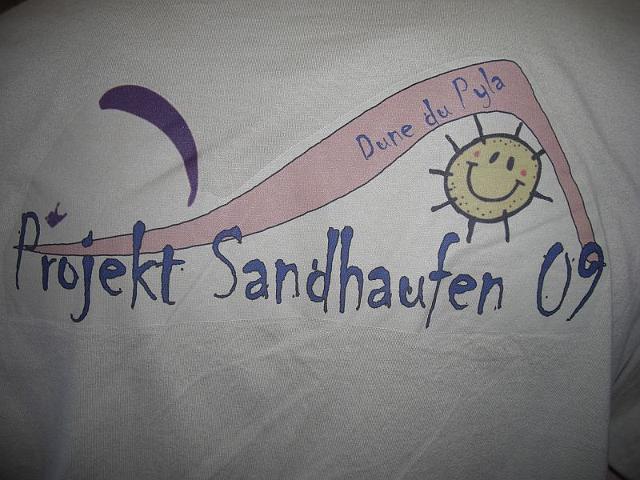 Dune du Pyla
Projekt Sandhaufen 09